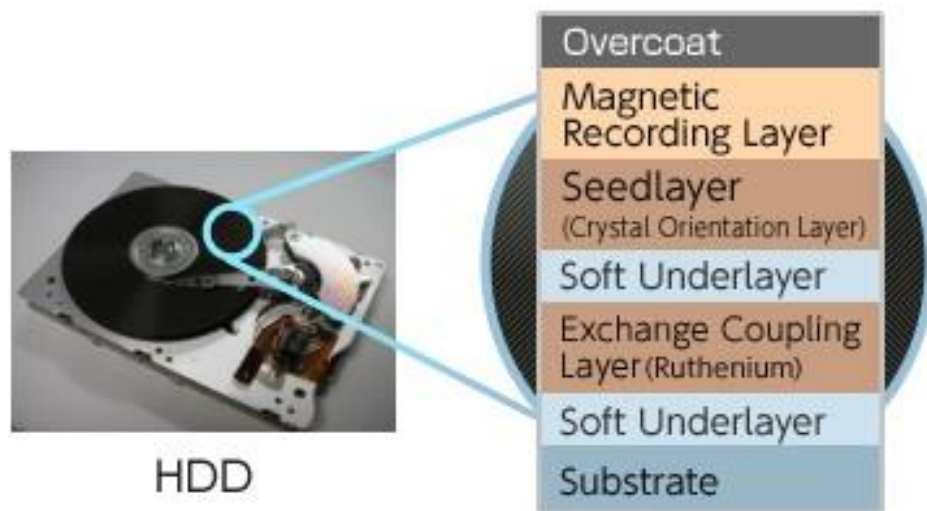 Overcoat
Magnetic
Recording Layer
Seedlayer
(Crystal Orientation Layer)
Soft Underlayer
Exchange Coupling
Layer (Ruthenium)
Soft Underlayer
Substrate
HDD